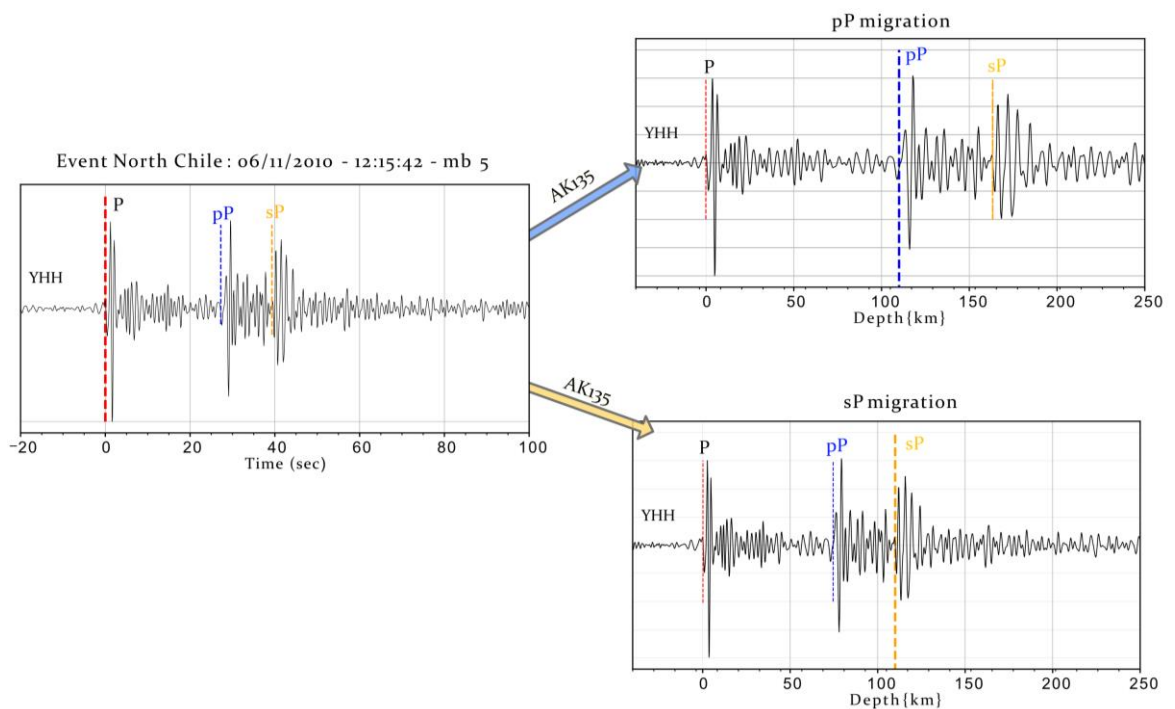 pP migration
P
pP
sP
YHH
0
50
100
150
200
250
Depth{km]
Event North Chile : 06/11/2010 - 12:15:42 - mb 5
P
pP
sP
YHH
−20
0
20
40
60
80
100
Time (sec)
AK135
AK135
sP migration
P
pP
sP
YHH
0
50
100
150
200
250
Depth{km]